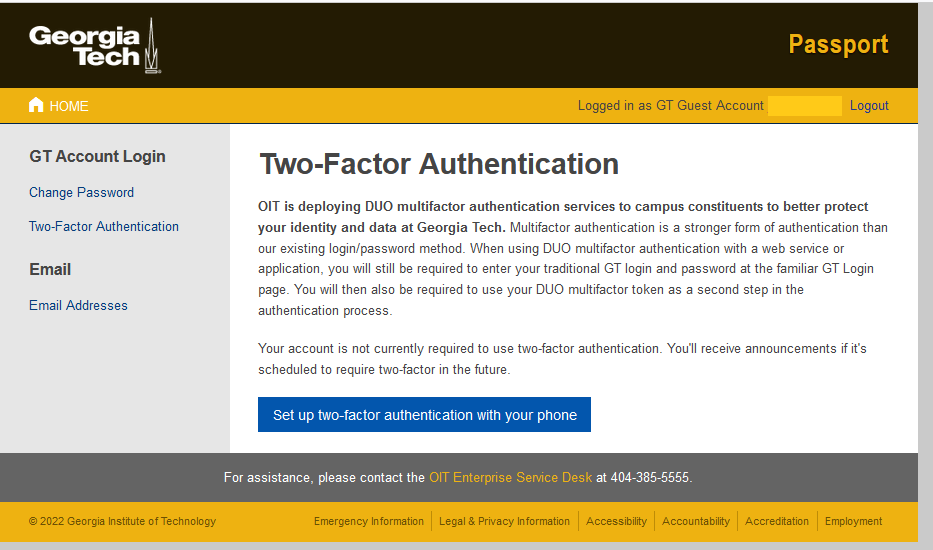 Georgia
Tech
Passport
HOME
Logged in as GT Guest Account
Logout
GT Account Login
Change Password
Two-Factor Authentication
Email
Email Addresses
Two-Factor Authentication
OIT is deploying DUO multifactor authentication services to campus constituents to better protect
your identity and data at Georgia Tech. Multifactor authentication is a stronger form of authentication than
our existing login/password method. When using DUO multifactor authentication with a web service or
application, you will still be required to enter your traditional GT login and password at the familiar GT Login
page. You will then also be required to use your DUO multifactor token as a second step in the
authentication process.
Your account is not currently required to use two-factor authentication. You'll receive announcements if it's
scheduled to require two-factor in the future.
Set up two-factor authentication with your phone
For assistance, please contact the OIT Enterprise Service Desk at 404-385-5555.
© 2022 Georgia Institute of Technology
Emergency Information
Legal & Privacy Information
Accessibility
Accountability
Accreditation
Employment